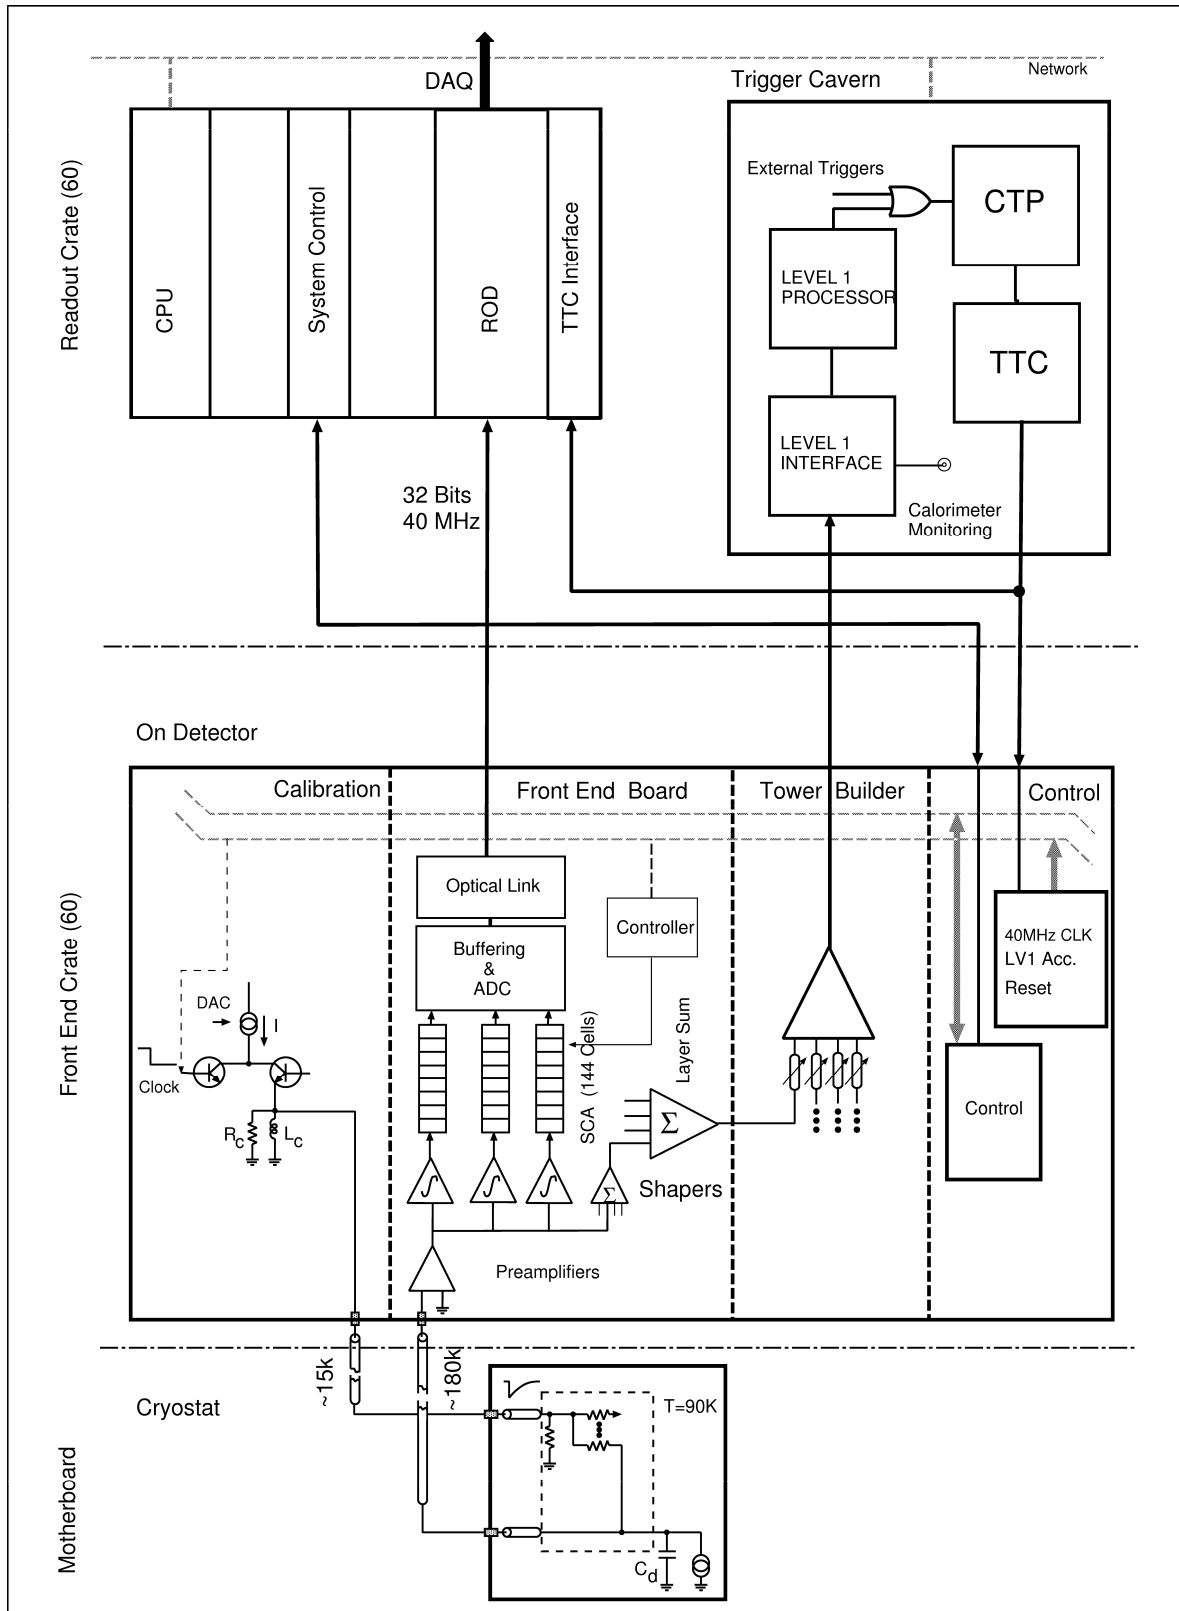 DAQ
Network
Trigger Cavern
Readout Crate (60)
CPU
System Control
ROD
TTC Interface
External Triggers
CTP
LEVEL 1
PROCESSOR
TTC
LEVEL 1
INTERFACE
Calorimeter
Monitoring
32 Bits
40 MHz
On Detector
Front End Crate (60)
Calibration
Front End Board
Tower Builder
Control
Optical Link
Controller
Buffering
&
ADC
40MHz CLK
LV1 Acc.
Reset
DAC
I
Clock
SCA (144 Cells)
Layer Sum
Σ
Control
Rc
Lc
∫
∫
∫
Σ
Shapers
Preamplifiers
~15k
~180k
Cryostat
T=90K
Motherboard
Cd